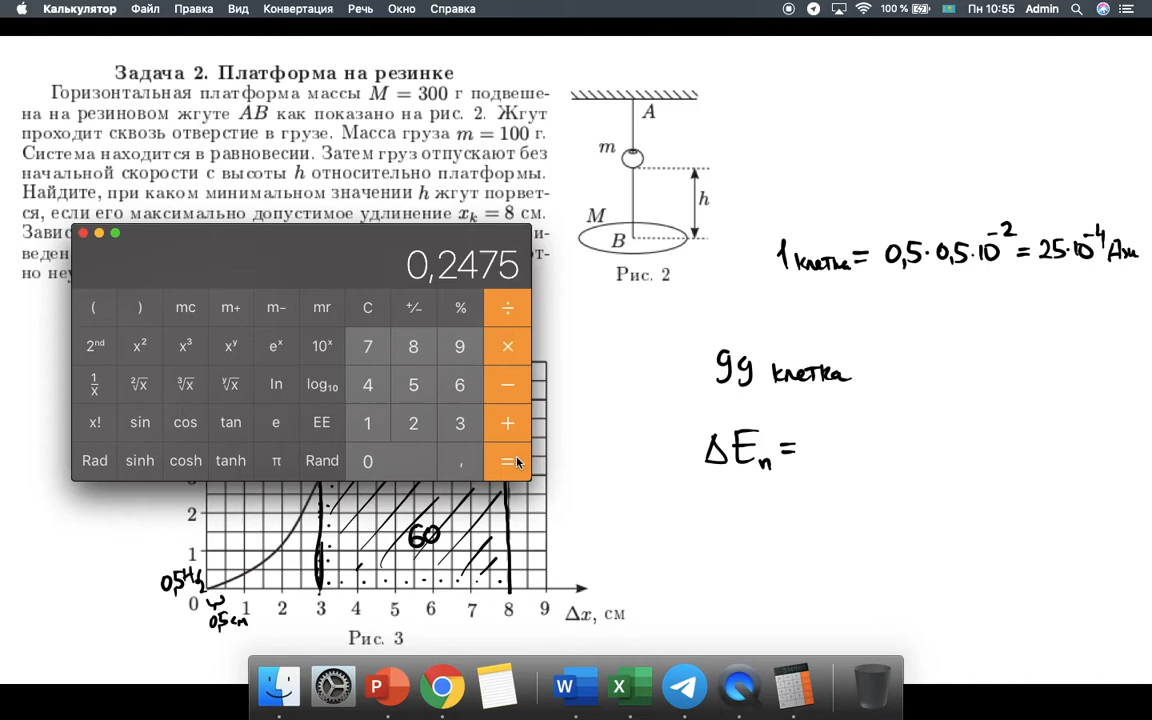 Калькулятор Файл Правка Вид Конвертация Речь Окно Справка 100 % Пн 10:55 Admin
Задача 2. Платформа на резинке
Горизонтальная платформа массы M = 300 г подвеше-
на на резиновом жгуте AB как показано на рис. 2. Жгут
проходит сквозь отверстие в грузе. Масса груза m = 100 г.
Система находится в равновесии. Затем груз отпускают без
начальной скорости с высоты h относительно платформы.
Найдите, при каком минимальном значении h жгут порвет-
ся, если его максимально допустимое удлинение xk = 8 см.
Зави
веден
но не
A
m
h
M
B
Рис. 2
1 клетка = 0,5·0,5·10⁻² = 25·10⁻⁴ Дж
99 клетка
ΔEп =
0,2475
( ) mc m+ m− mr C ⁺⁄₋ % ÷
2nd x² x³ xʸ eˣ 10ˣ 7 8 9 ×
1/x ²√x ³√x ʸ√x ln log₁₀ 4 5 6 −
x! sin cos tan e EE 1 2 3 +
Rad sinh cosh tanh π Rand 0 , =
2
60
1
0,5Н
0 1 2 3 4 5 6 7 8 9 Δx, см
0,5см
Рис. 3